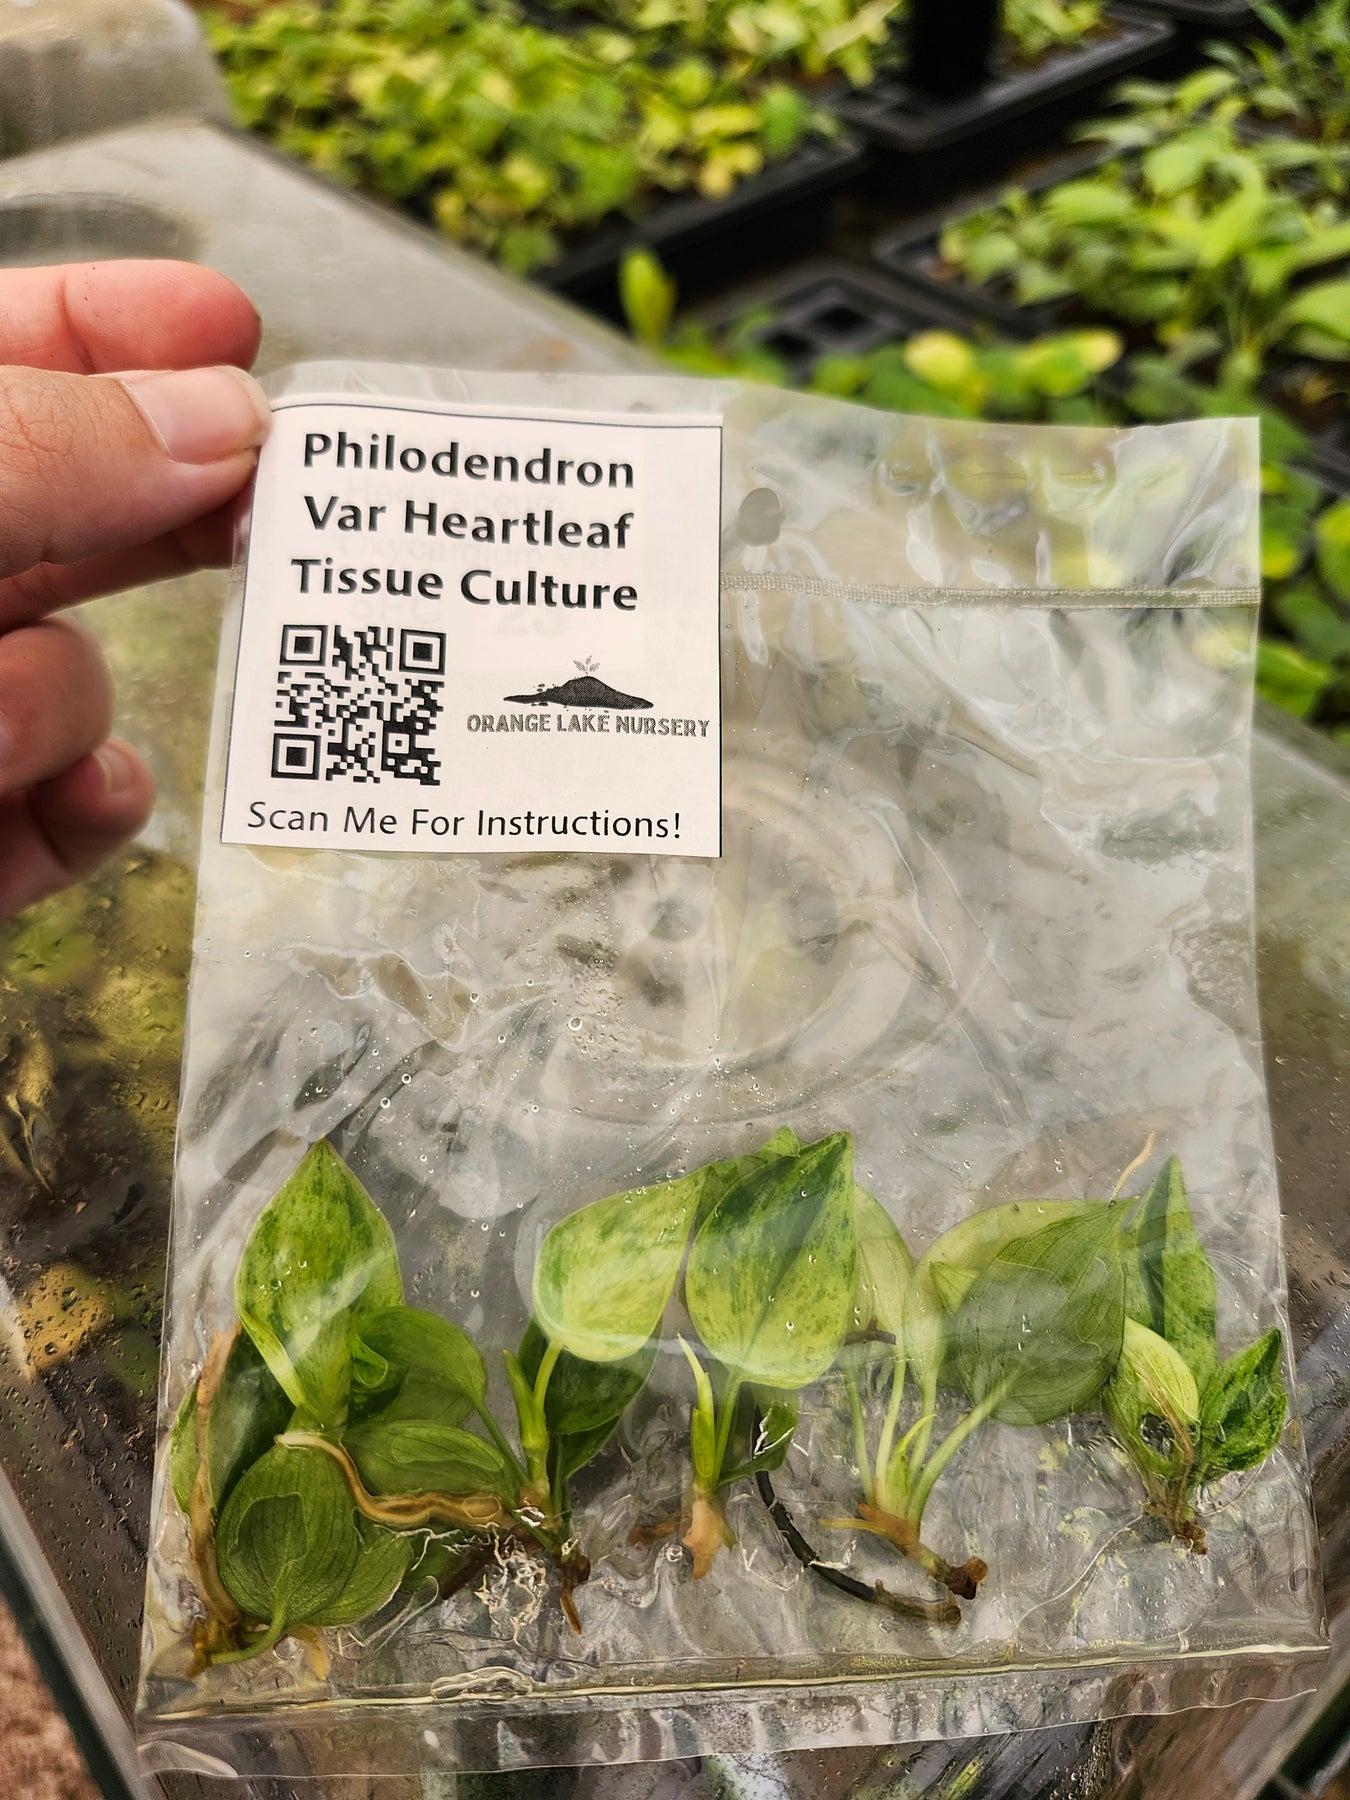 Philodendron
Var Heartleaf
Tissue Culture
ORANGE LAKE NURSERY
Scan Me For Instructions!